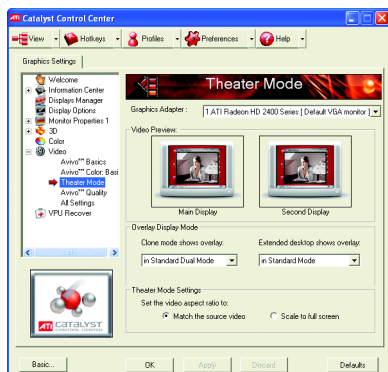 ATI Catalyst Control Center
View Hotkeys Profiles Preferences Help
Graphics Settings
Welcome
Information Center
Displays Manager
Display Options
Monitor Properties 1
3D
Color
Video
Avivo™ Basics
Avivo™ Color: Basi
Theater Mode
Avivo™ Quality
All Settings
VPU Recover
ATI CATALYST
CONTROL CENTER
Theater Mode
Graphics Adapter :
1.ATI Radeon HD 2400 Series [ Default VGA monitor ]
Video Preview:
Main Display
Second Display
Overlay Display Mode
Clone mode shows overlay:
Extended desktop shows overlay:
in Standard Dual Mode
in Standard Mode
Theater Mode Settings
Set the video aspect ratio to:
Match the source video
Scale to full screen
Basic...
OK
Apply
Discard
Defaults